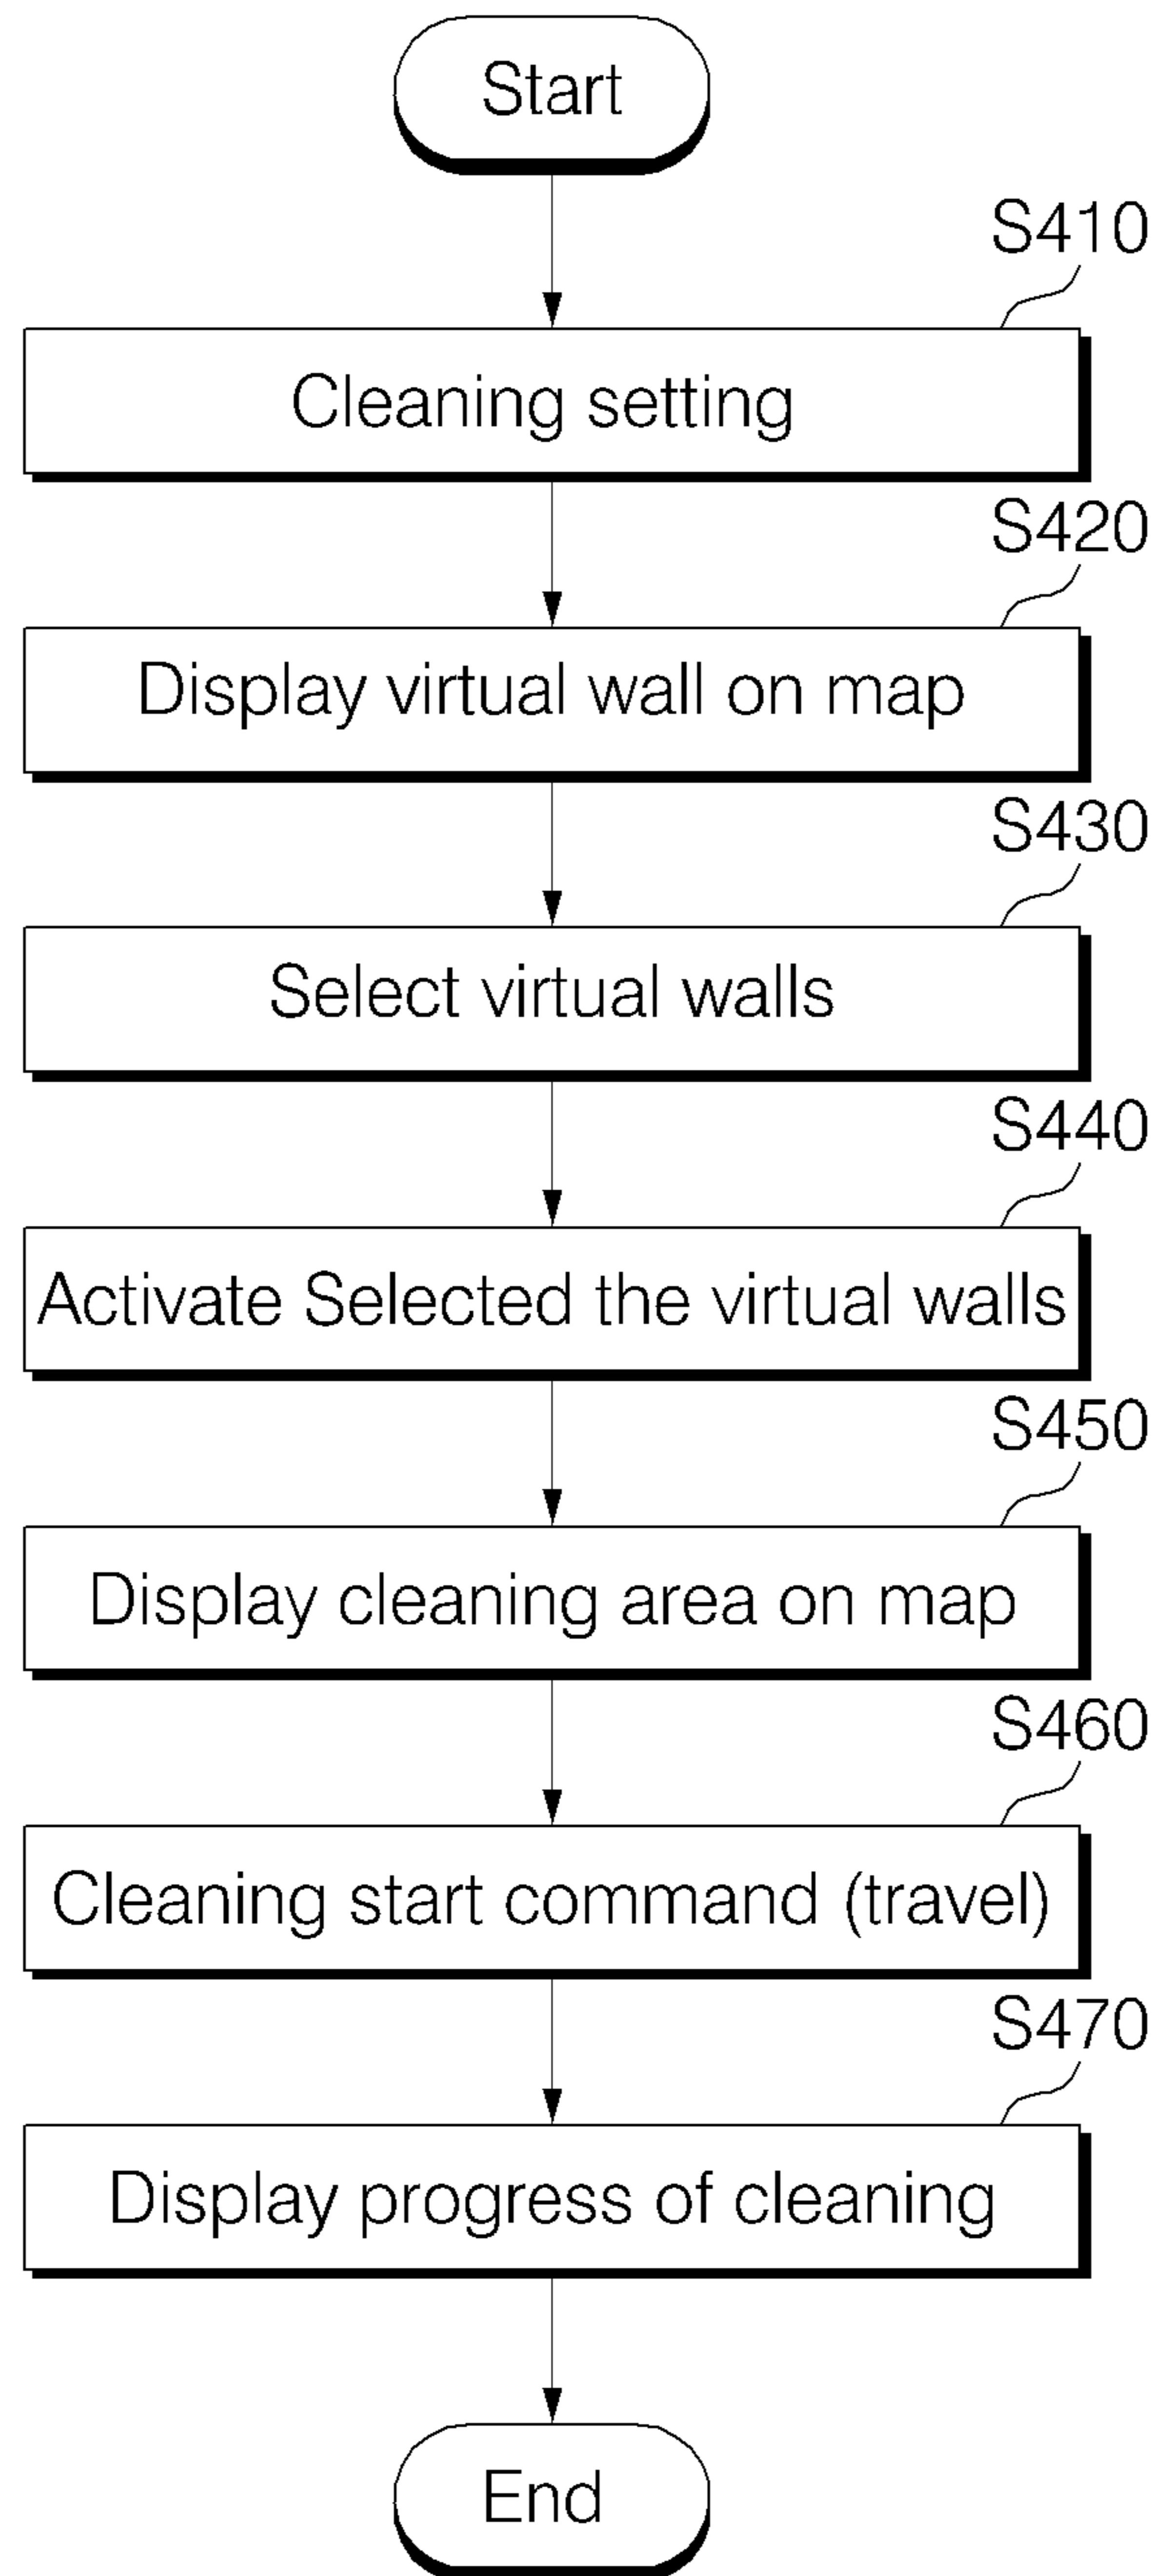 Start
S410
Cleaning setting
S420
Display virtual wall on map
S430
Select virtual walls
S440
Activate Selected the virtual walls
S450
Display cleaning area on map
S460
Cleaning start command (travel)
S470
Display progress of cleaning
End